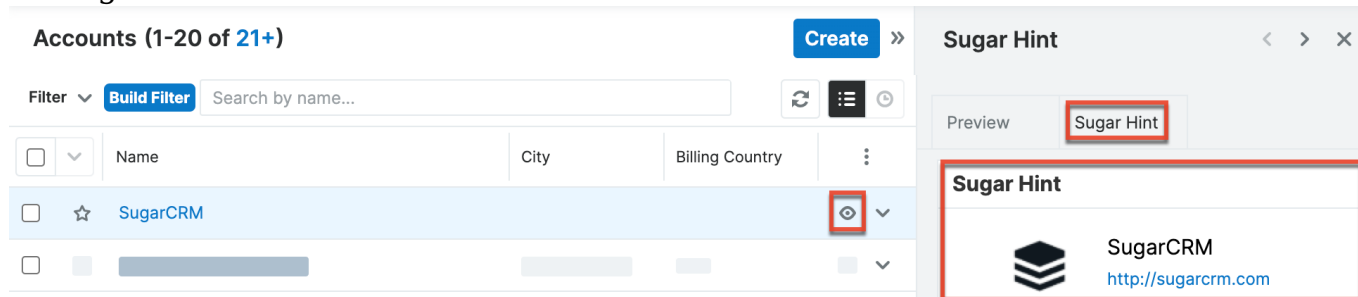 Accounts (1-20 of 21+)
Create »
Filter Build Filter Search by name...
Name City Billing Country
SugarCRM
Sugar Hint
Preview Sugar Hint
Sugar Hint
SugarCRM
http://sugarcrm.com